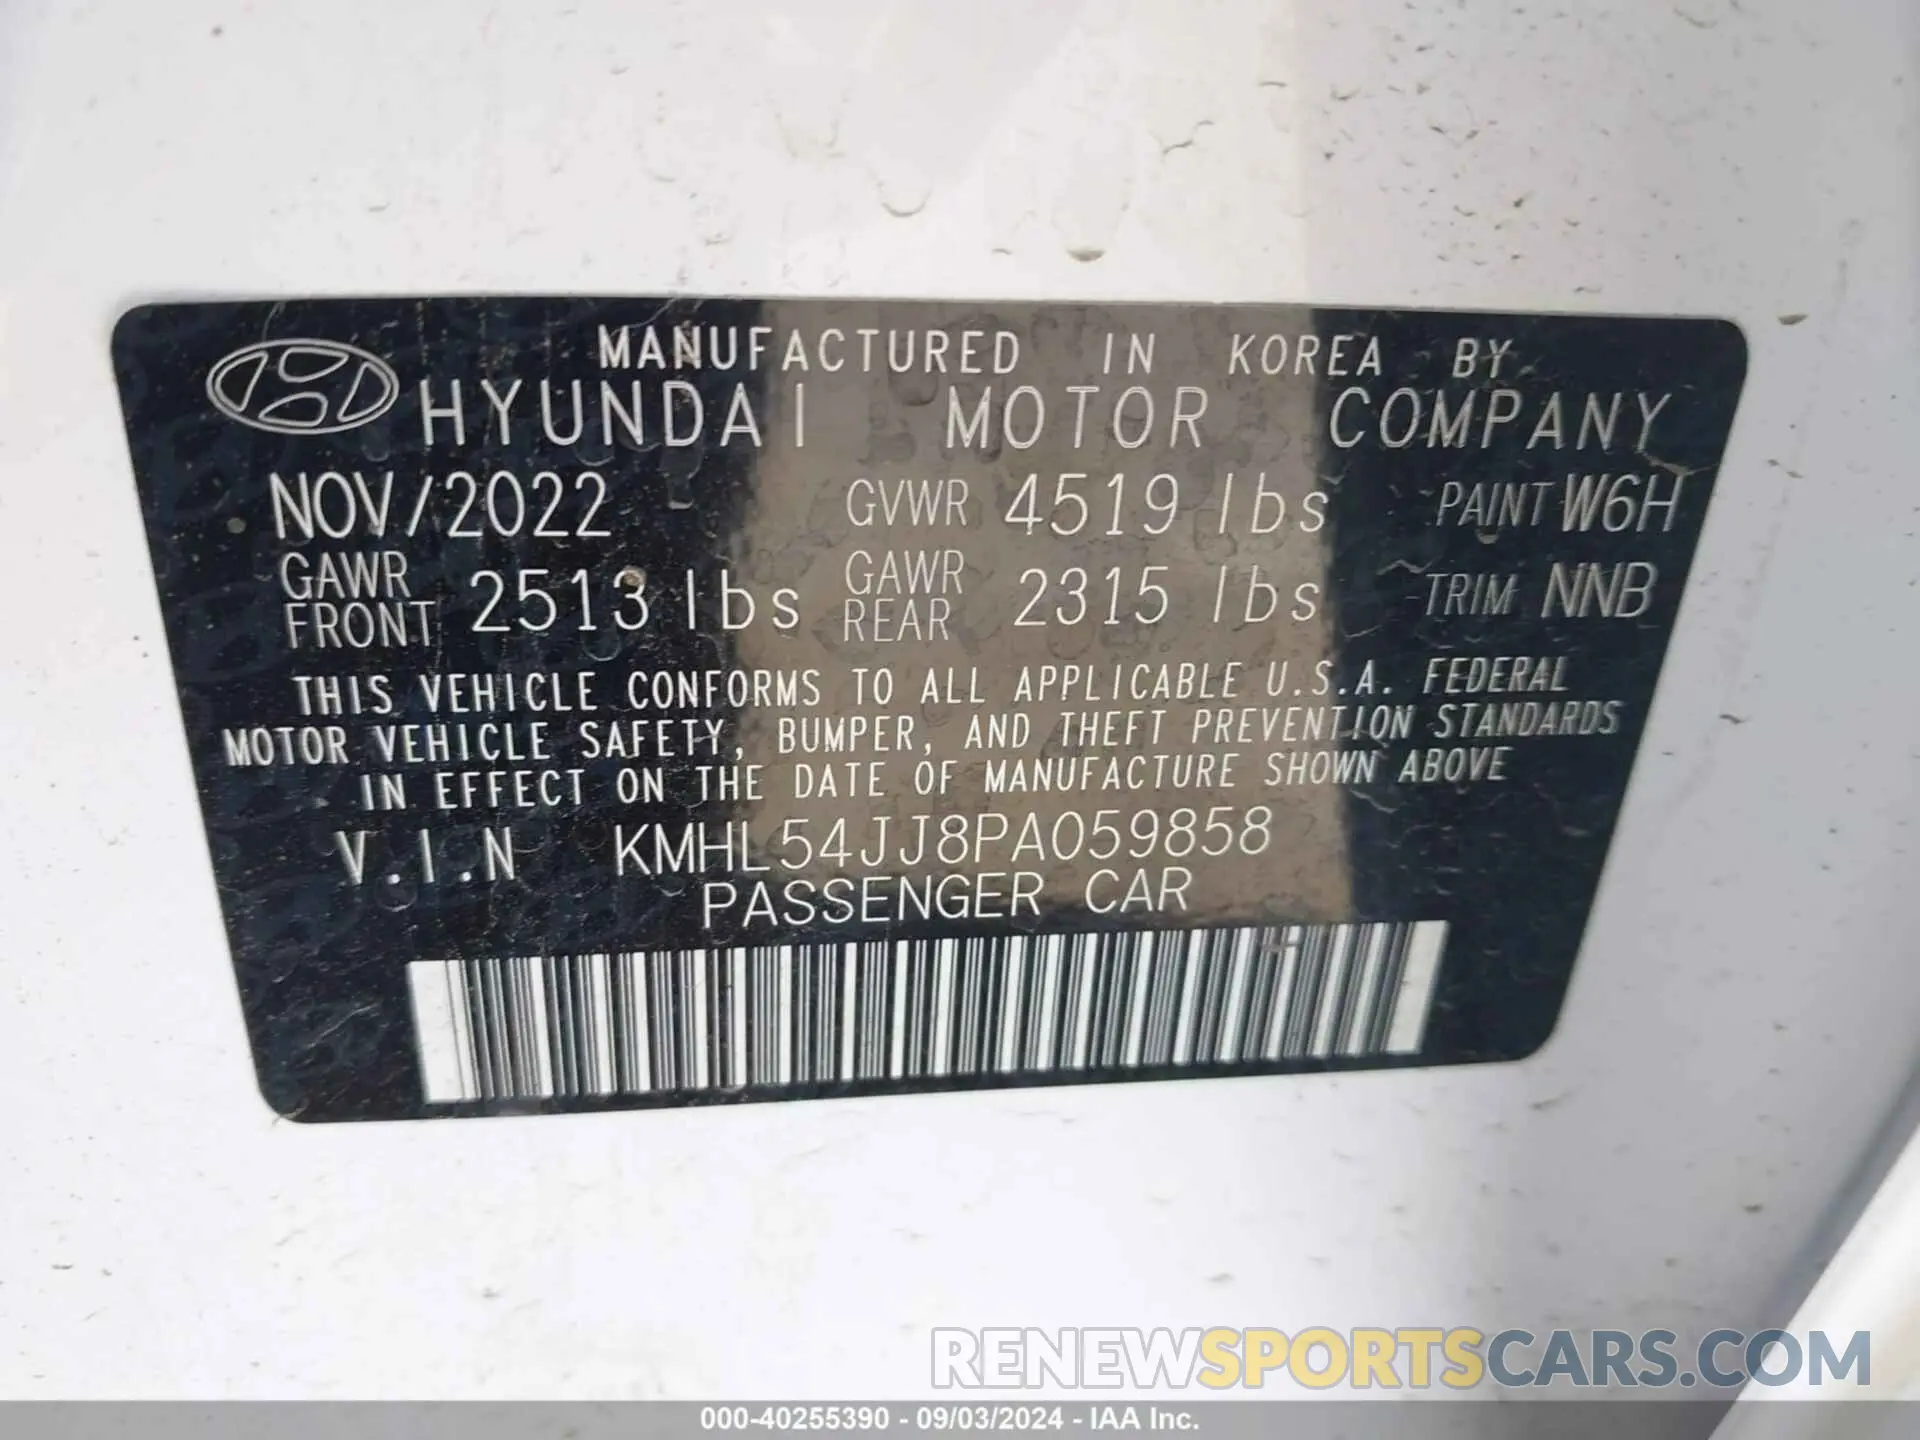 MANUFACTURED IN KOREA BY
HYUNDAI MOTOR COMPANY
NOV/2022 GVWR 4519 lbs PAINT W6H
GAWR FRONT 2513 lbs GAWR REAR 2315 lbs TRIM NNB
THIS VEHICLE CONFORMS TO ALL APPLICABLE U.S.A. FEDERAL
MOTOR VEHICLE SAFETY, BUMPER, AND THEFT PREVENTION STANDARDS
IN EFFECT ON THE DATE OF MANUFACTURE SHOWN ABOVE
V.I.N KMHL54JJ8PA059858
PASSENGER CAR
RENEWSPORTSCARS.COM
000-40255390 - 09/03/2024 - IAA Inc.